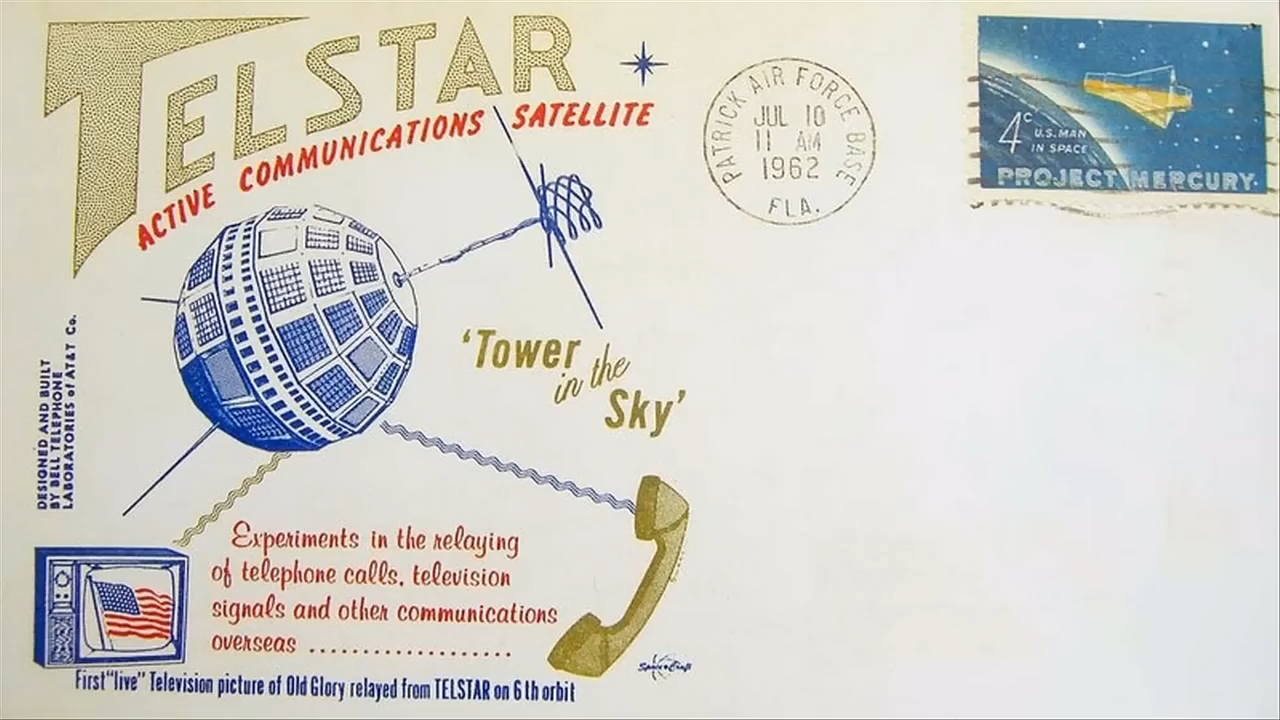 TELSTAR
ACTIVE COMMUNICATIONS SATELLITE
PATRICK AIR FORCE BASE
JUL 10
11 AM
1962
FLA.
4c
U.S. MAN
IN SPACE
PROJECT MERCURY
'Tower
in the
Sky'
DESIGNED AND BUILT
BY BELL TELEPHONE
LABORATORIES of AT&T Co.
Experiments in the relaying
of telephone calls, television
signals and other communications
overseas ...................
SpaceCraft
First "live" Television picture of Old Glory relayed from TELSTAR on 6th orbit